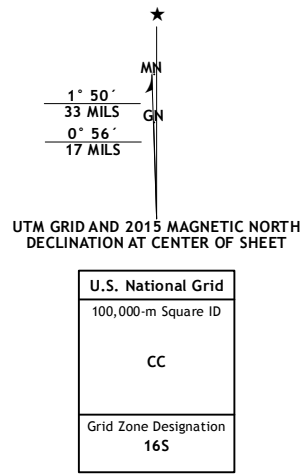 MN
1° 50´
33 MILS
GN
0° 56´
17 MILS
UTM GRID AND 2015 MAGNETIC NORTH
DECLINATION AT CENTER OF SHEET
U.S. National Grid
100,000-m Square ID
CC
Grid Zone Designation
16S